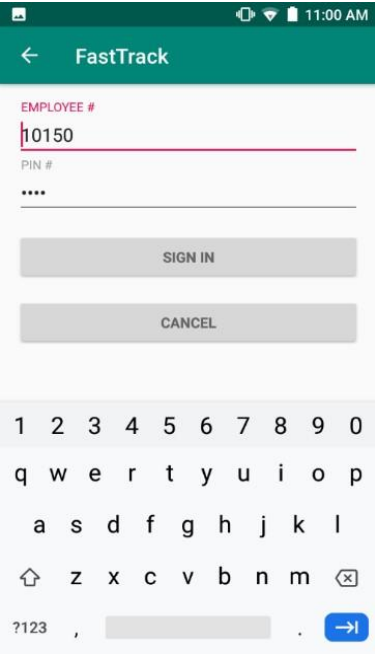 11:00 AM
FastTrack
EMPLOYEE #
10150
PIN #
••••
SIGN IN
CANCEL
1 2 3 4 5 6 7 8 9 0
q w e r t y u i o p
a s d f g h j k l
z x c v b n m
?123 , .